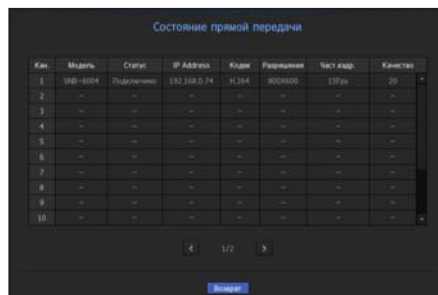 Состояние прямой передачи
Кан. Модель Статус IP Address Кодек Разрешение Част кадр. Качество
1 SNB-6004 Подключено 192.168.0.74 H.264 800X600 15Fps 20
2 - - - - - - -
3 - - - - - - -
4 - - - - - - -
5 - - - - - - -
6 - - - - - - -
7 - - - - - - -
8 - - - - - - -
9 - - - - - - -
10 - - - - - - -
< 1/2 >
Возврат